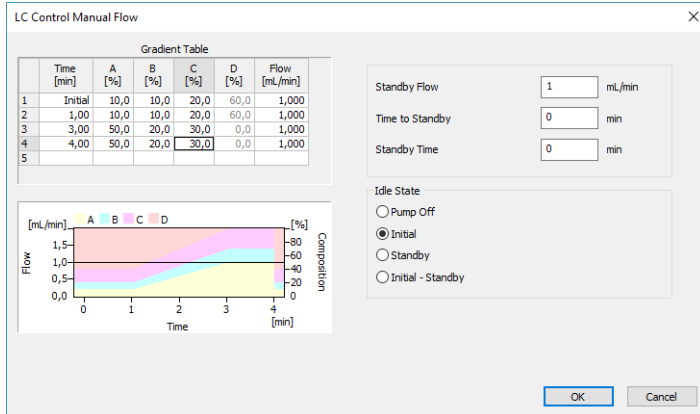 LC Control Manual Flow
Gradient Table
Time [min] A [%] B [%] C [%] D [%] Flow [mL/min]
1 Initial 10,0 10,0 20,0 60,0 1,000
2 1,00 10,0 10,0 20,0 60,0 1,000
3 3,00 50,0 20,0 30,0 0,0 1,000
4 4,00 50,0 20,0 30,0 0,0 1,000
5
Standby Flow 1 mL/min
Time to Standby 0 min
Standby Time 0 min
Idle State
Pump Off
Initial
Standby
Initial - Standby
[mL/min] A B C D [%]
1,5
1,0
0,5
0,0
Flow
80
60
40
20
0
Composition
0 1 2 3 4
Time [min]
OK Cancel